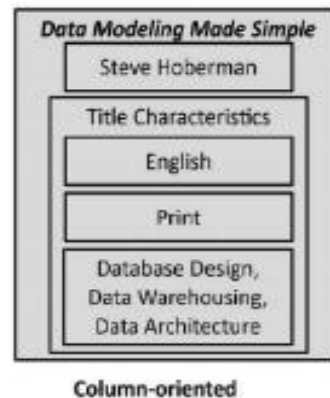 Data Modeling Made Simple
Steve Hoberman
Title Characteristics
English
Print
Database Design,
Data Warehousing,
Data Architecture
Column-oriented